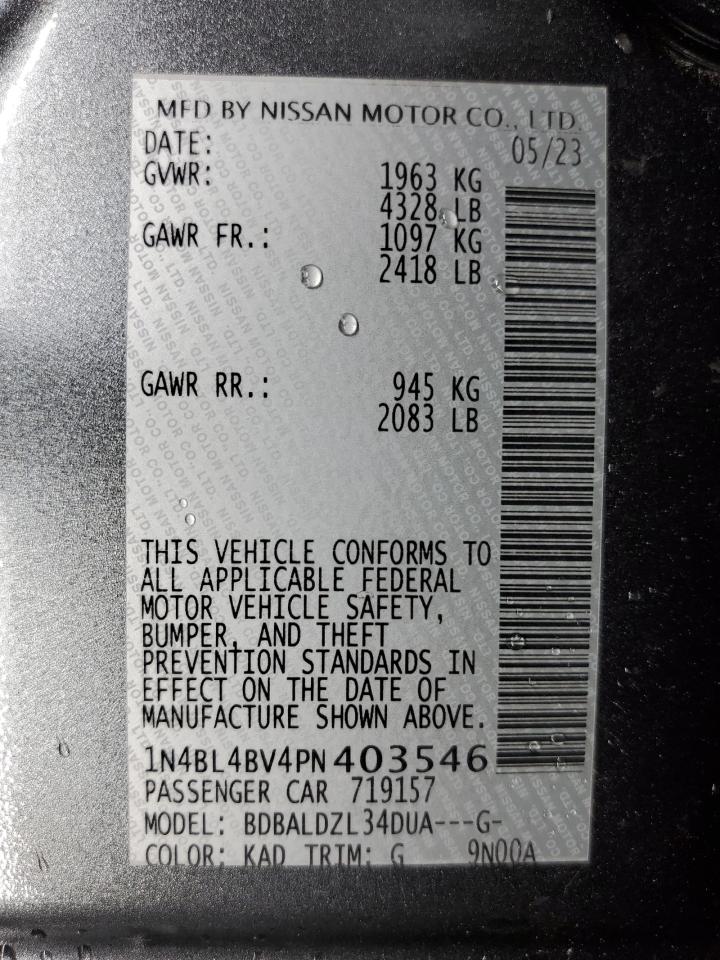 MFD BY NISSAN MOTOR CO., LTD.
DATE: 05/23
GVWR: 1963 KG
4328 LB
GAWR FR.: 1097 KG
2418 LB
GAWR RR.: 945 KG
2083 LB
THIS VEHICLE CONFORMS TO
ALL APPLICABLE FEDERAL
MOTOR VEHICLE SAFETY,
BUMPER, AND THEFT
PREVENTION STANDARDS IN
EFFECT ON THE DATE OF
MANUFACTURE SHOWN ABOVE.
1N4BL4BV4PN403546
PASSENGER CAR 719157
MODEL: BDBALDZL34DUA---G-
COLOR: KAD TRIM: G 9N00A